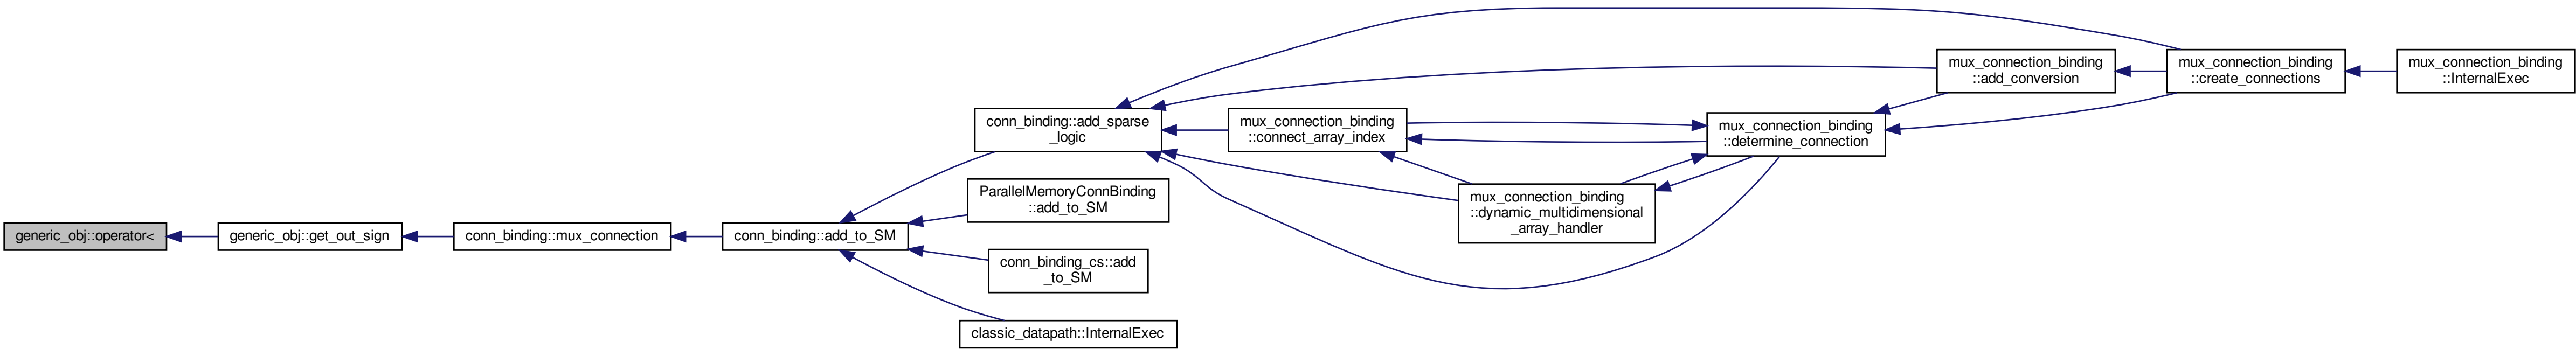 generic_obj::operator<
generic_obj::get_out_sign
conn_binding::mux_connection
conn_binding::add_to_SM
conn_binding::add_sparse
_logic
ParallelMemoryConnBinding
::add_to_SM
conn_binding_cs::add
_to_SM
classic_datapath::InternalExec
mux_connection_binding
::connect_array_index
mux_connection_binding
::dynamic_multidimensional
_array_handler
mux_connection_binding
::determine_connection
mux_connection_binding
::add_conversion
mux_connection_binding
::create_connections
mux_connection_binding
::InternalExec